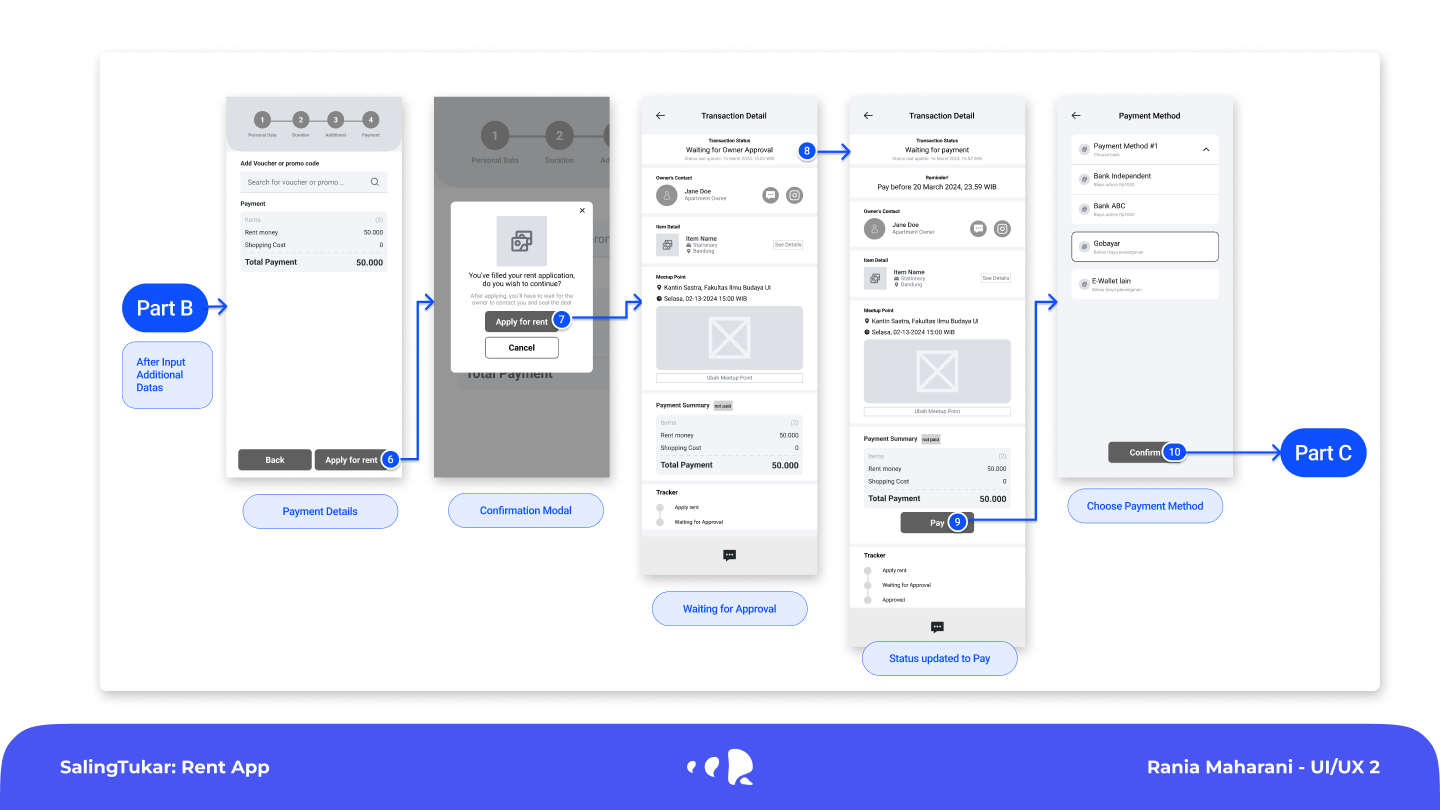 Part B
After Input
Additional
Datas
1
2
3
4
Personal Data
Duration
Additional
Payment
Add Voucher or promo code
Search for voucher or promo...
Payment
Items (5)
Rent money 50.000
Shopping Cost 0
Total Payment 50.000
Back
Apply for rent 6
Payment Details
1
2
3
Personal Data
Duration
Ad
You've filled your rent application,
do you wish to continue?
After applying, you'll have to wait for the
owner to contact you and seal the deal
Apply for rent 7
Cancel
Total Payment
Confirmation Modal
Transaction Detail
Transaction Status
Waiting for Owner Approval
8
Status last update: 15 Maret 2024, 15.03 WIB
Owner's Contact
Jane Doe
Apartment Owner
Item Detail
Item Name
Stationary
Bandung
See Details
Meetup Point
Kantin Sastra, Fakultas Ilmu Budaya UI
Selasa, 02-13-2024 15:00 WIB
Ubah Meetup Point
Payment Summary not paid
Items (2)
Rent money 50.000
Shopping Cost 0
Total Payment 50.000
Tracker
Apply rent
Waiting for Approval
Waiting for Approval
Transaction Detail
Transaction Status
Waiting for payment
Status last update: 15 Maret 2024, 15.03 WIB
Reminder!
Pay before 20 March 2024, 23.59 WIB
Owner's Contact
Jane Doe
Apartment Owner
Item Detail
Item Name
Stationary
Bandung
See Details
Meetup Point
Kantin Sastra, Fakultas Ilmu Budaya UI
Selasa, 02-13-2024 15:00 WIB
Ubah Meetup Point
Payment Summary not paid
Items (2)
Rent money 50.000
Shopping Cost 0
Total Payment 50.000
Pay 9
Tracker
Apply rent
Waiting for Approval
Approved
Status updated to Pay
Payment Method
Payment Method #1
Choose bank
Bank Independent
Biaya admin Rp1000
Bank ABC
Biaya admin Rp1500
Gobayar
Bebas biaya penanganan
E-Wallet lain
Bebas biaya penanganan
Confirm 10
Choose Payment Method
Part C
SalingTukar: Rent App
Rania Maharani - UI/UX 2